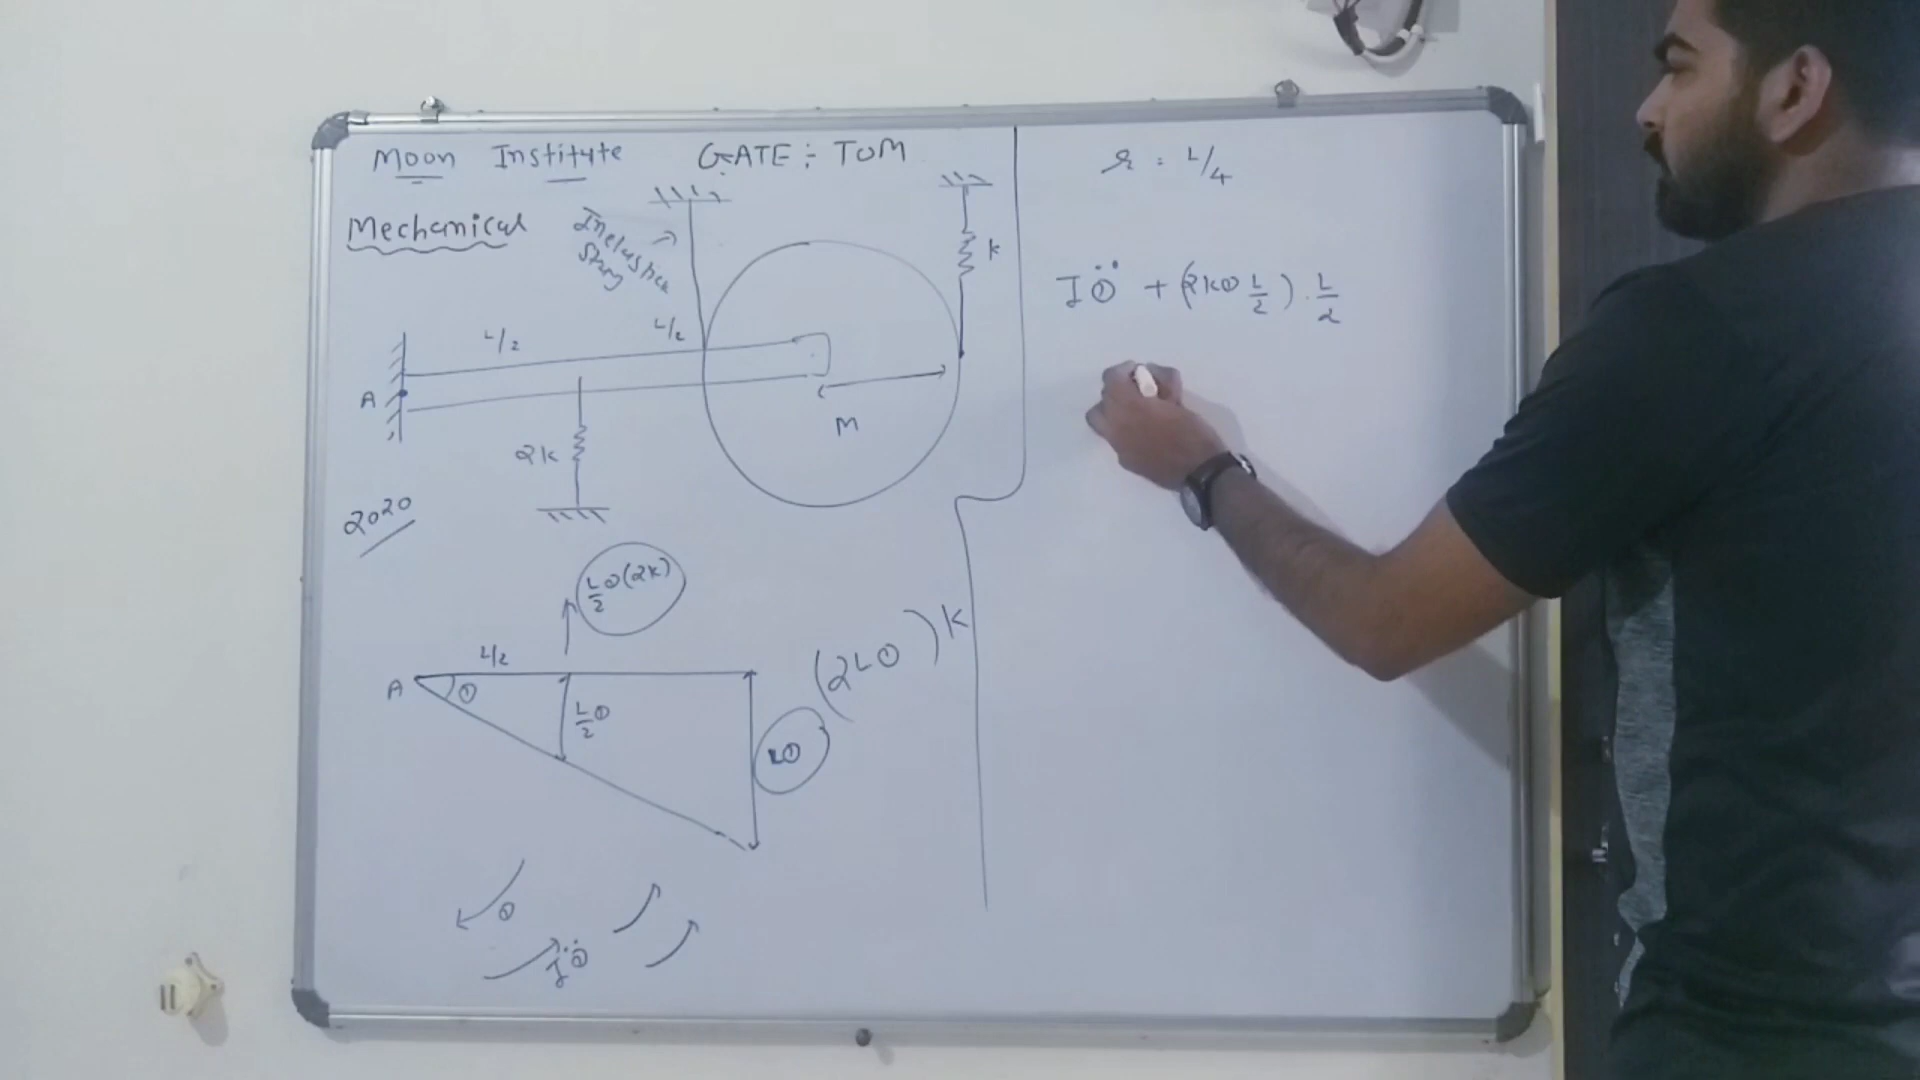 Moon Institute GATE :- TOM
Mechanical
Inelastic
String
k
L/2
L/2
A
M
2k
2020
L/2 θ(2k)
L/2
A
θ
L/2 θ
(2Lθ)k
Lθ
θ
Iθ̈
r = L/4
Iθ̈ + (2kθ L/2) . L/2